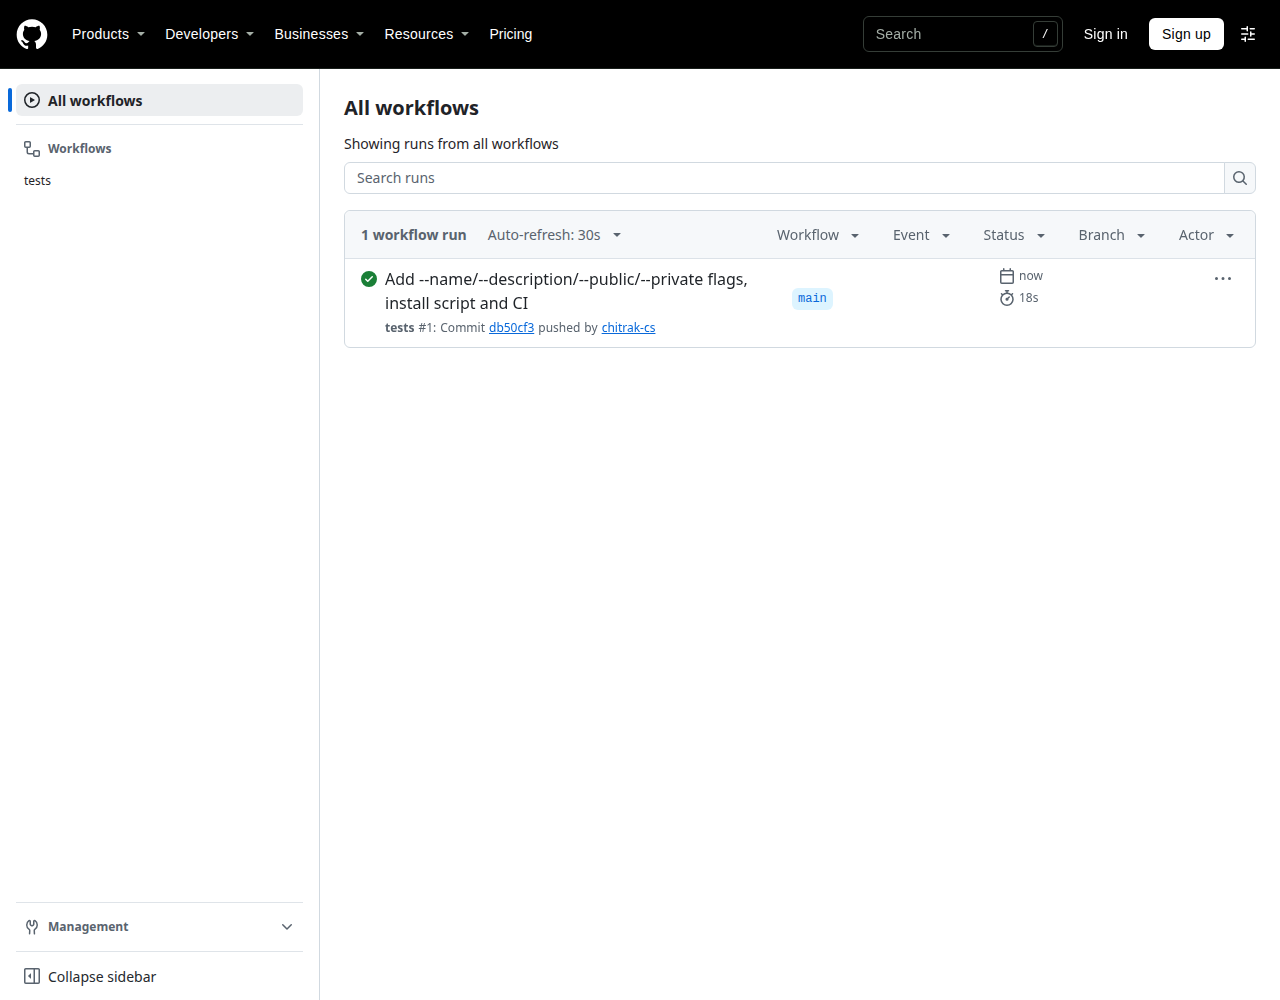 Products Developers Businesses Resources Pricing Search / Sign in Sign up
All workflows
Workflows
tests
Management
Collapse sidebar
All workflows
Showing runs from all workflows
Search runs
1 workflow run Auto-refresh: 30s Workflow Event Status Branch Actor
Add --name/--description/--public/--private flags,
install script and CI
tests #1: Commit db50cf3 pushed by chitrak-cs
main
now
18s